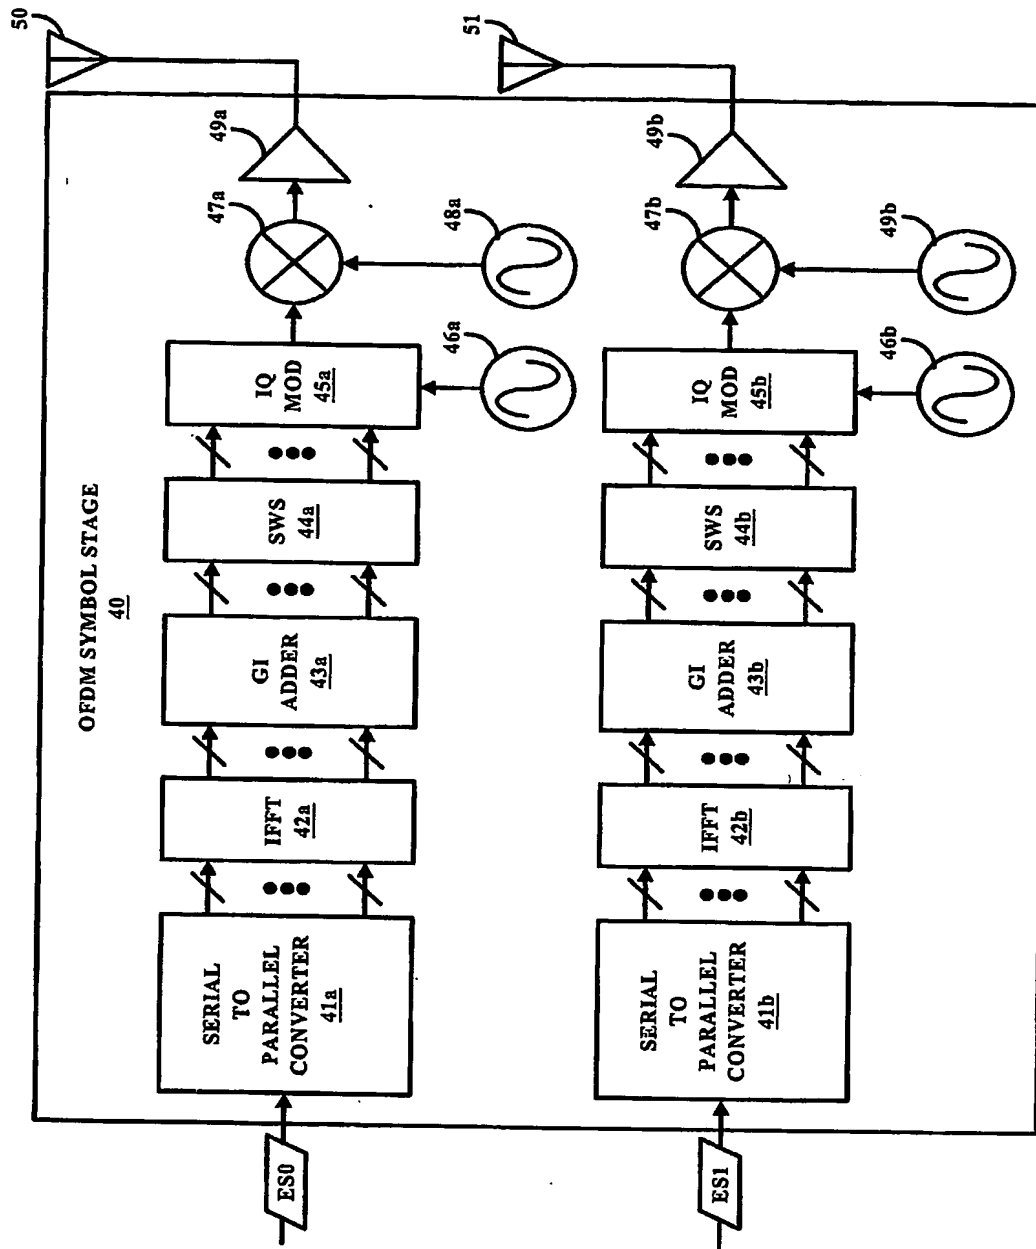 OFDM SYMBOL STAGE
40
ES0
SERIAL
TO
PARALLEL
CONVERTER
41a
IFFT
42a
GI
ADDER
43a
SWS
44a
IQ
MOD
45a
46a
47a
48a
49a
50
ES1
SERIAL
TO
PARALLEL
CONVERTER
41b
IFFT
42b
GI
ADDER
43b
SWS
44b
IQ
MOD
45b
46b
47b
49b
49b
51